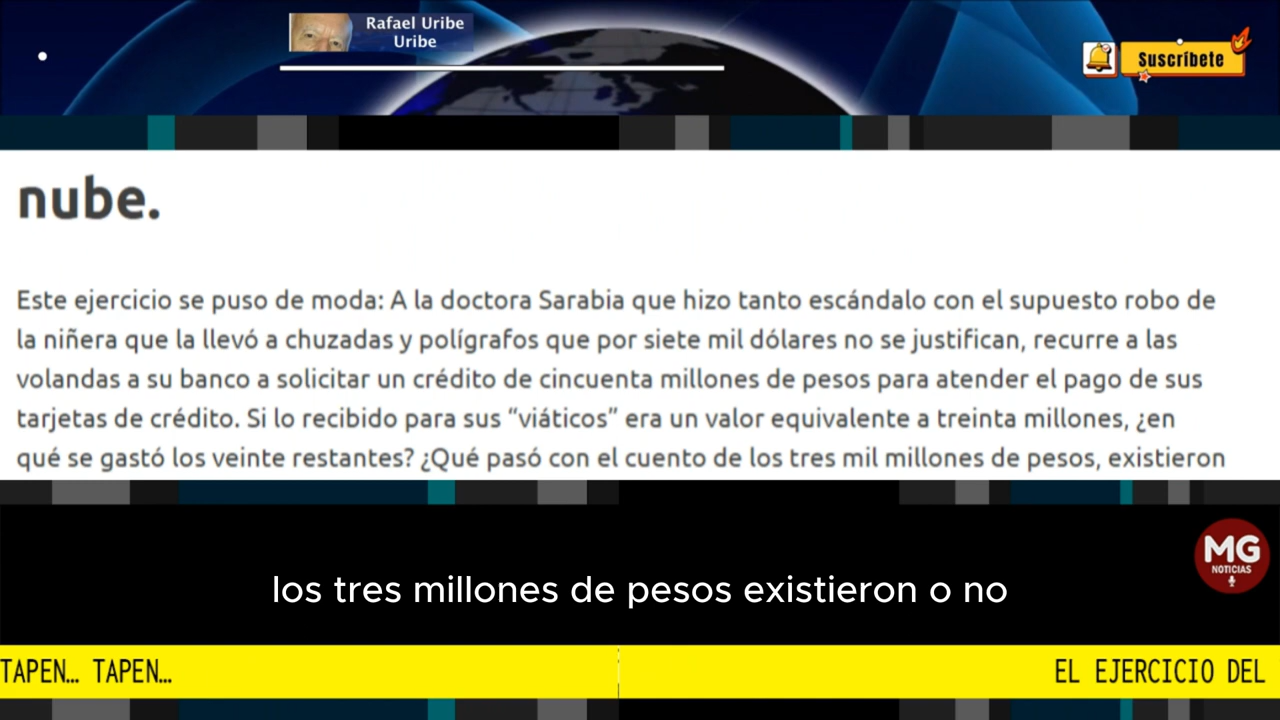 Rafael Uribe
Uribe
Suscríbete
nube.
Este ejercicio se puso de moda: A la doctora Sarabia que hizo tanto escándalo con el supuesto robo de
la niñera que la llevó a chuzadas y polígrafos que por siete mil dólares no se justifican, recurre a las
volandas a su banco a solicitar un crédito de cincuenta millones de pesos para atender el pago de sus
tarjetas de crédito. Si lo recibido para sus “viáticos” era un valor equivalente a treinta millones, ¿en
qué se gastó los veinte restantes? ¿Qué pasó con el cuento de los tres mil millones de pesos, existieron
MG
NOTICIAS
los tres millones de pesos existieron o no
TAPEN... TAPEN... EL EJERCICIO DEL